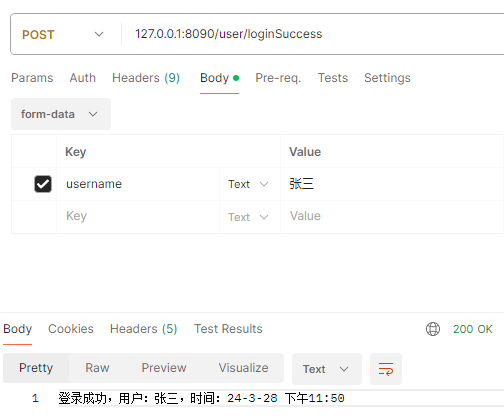 POST 127.0.0.1:8090/user/loginSuccess
Params Auth Headers (9) Body Pre-req. Tests Settings
form-data
Key Value
username Text 张三
Key Text Value
Body Cookies Headers (5) Test Results 200 OK
Pretty Raw Preview Visualize Text
1 登录成功，用户：张三，时间：24-3-28 下午11:50